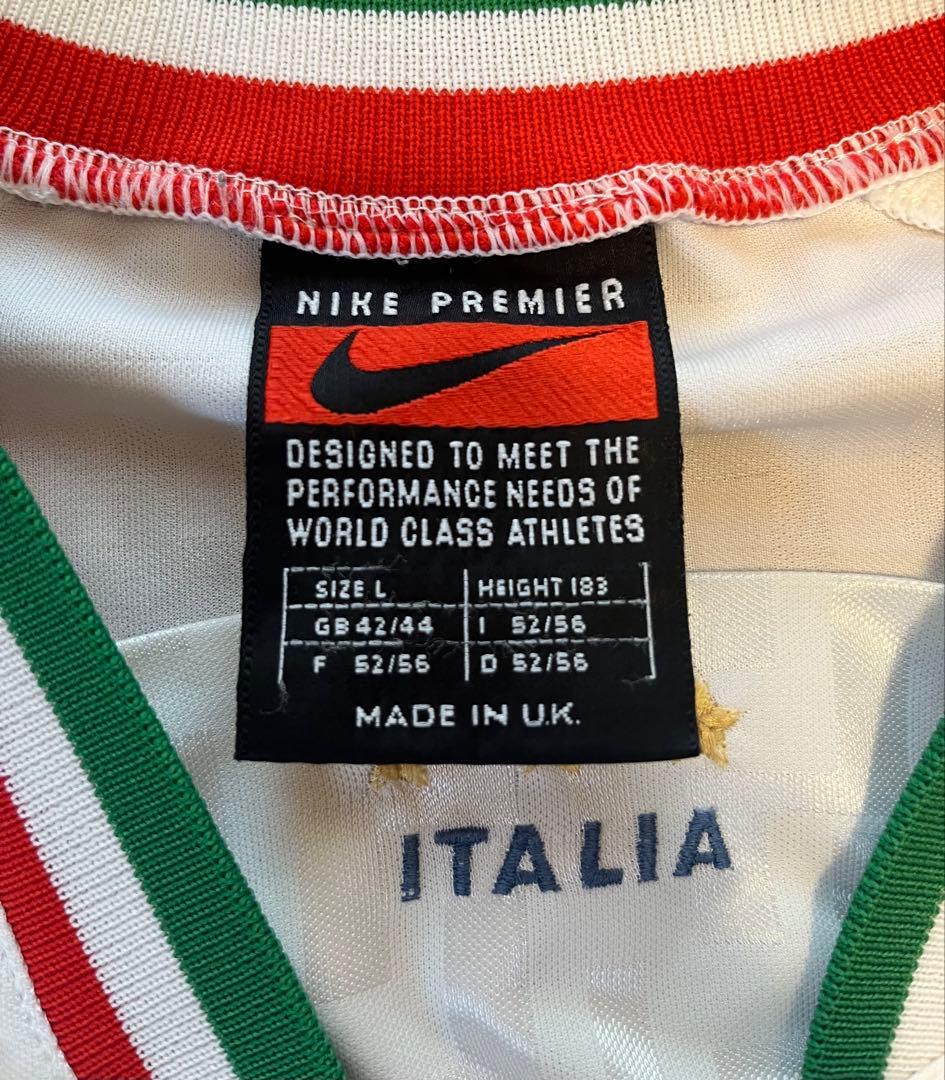 NIKE PREMIER
DESIGNED TO MEET THE
PERFORMANCE NEEDS OF
WORLD CLASS ATHLETES
SIZE L HEIGHT 183
GB 42/44 I 52/56
F 52/56 D 52/56
MADE IN U.K.
ITALIA